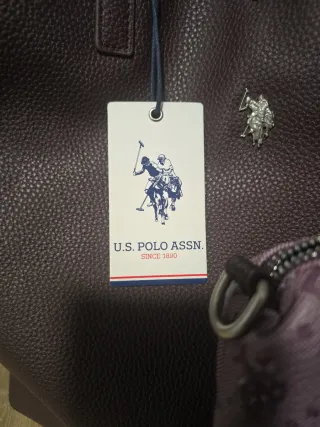 U.S. POLO ASSN.
SINCE 1890